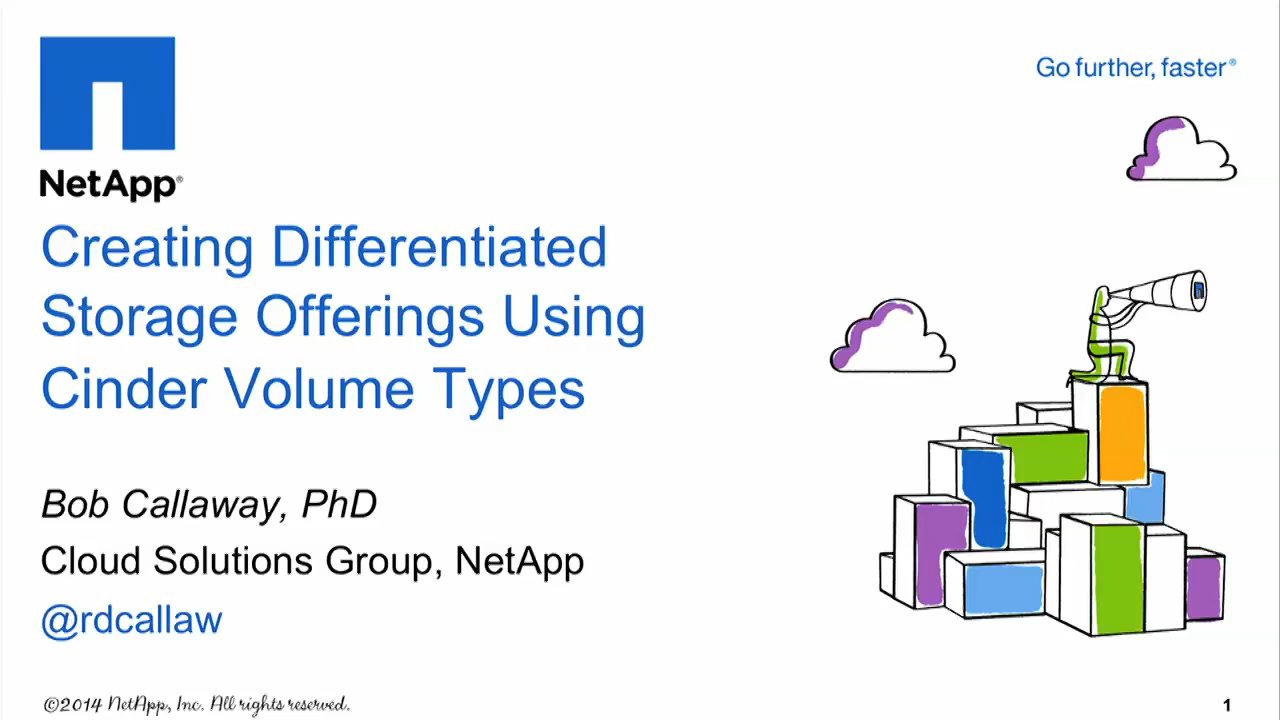 Go further, faster®
NetApp®
Creating Differentiated
Storage Offerings Using
Cinder Volume Types
Bob Callaway, PhD
Cloud Solutions Group, NetApp
@rdcallaw
©2014 NetApp, Inc. All rights reserved.
1